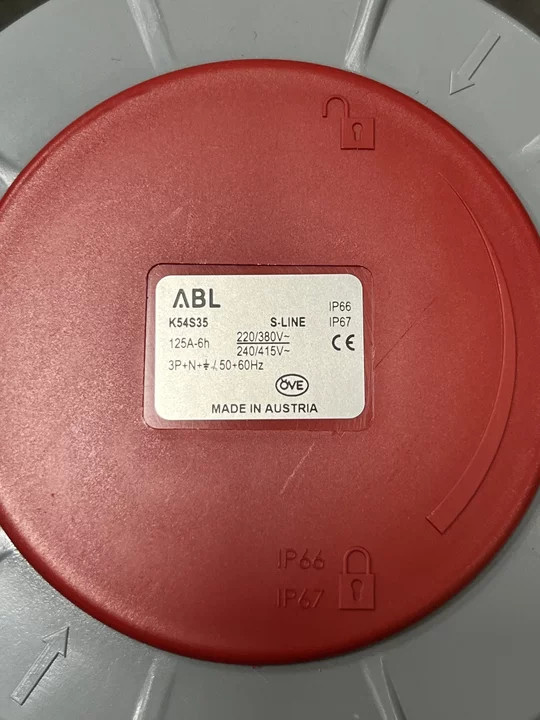 ABL
IP66
K54S35 S-LINE IP67
125A-6h 220/380V~ CE
240/415V~
3P+N+⏚/.50+60Hz
ÖVE
MADE IN AUSTRIA
IP66
IP67